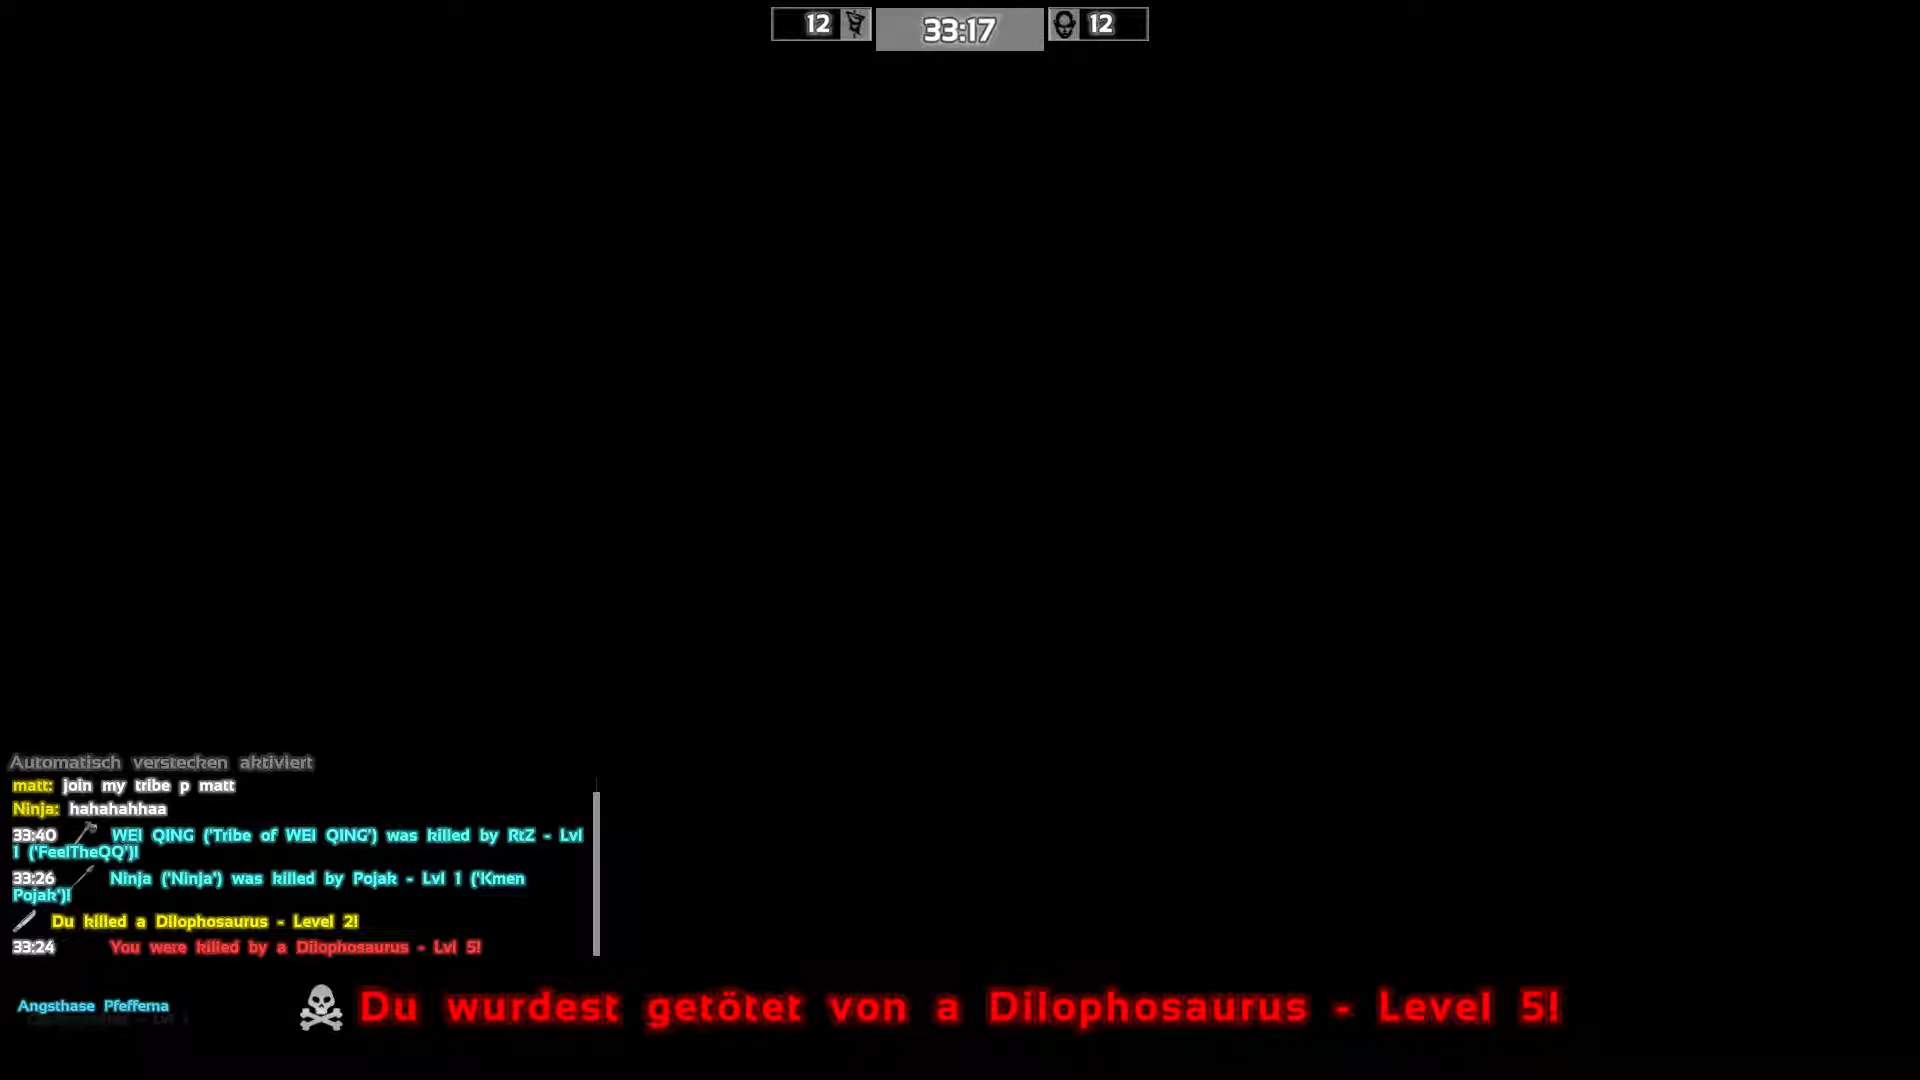 12 33:17 12
Automatisch verstecken aktiviert
matt: join my tribe p matt
Ninja: hahahahhaa
33:40 WEI QING ('Tribe of WEI QING') was killed by RtZ - Lvl
1 ('FeelTheQQ')!
33:26 Ninja ('Ninja') was killed by Pojak - Lvl 1 ('Kmen
Pojak')!
Du killed a Dilophosaurus - Level 2!
33:24 You were killed by a Dilophosaurus - Lvl 5!
Angsthase Pfefferna
Du wurdest getötet von a Dilophosaurus - Level 5!